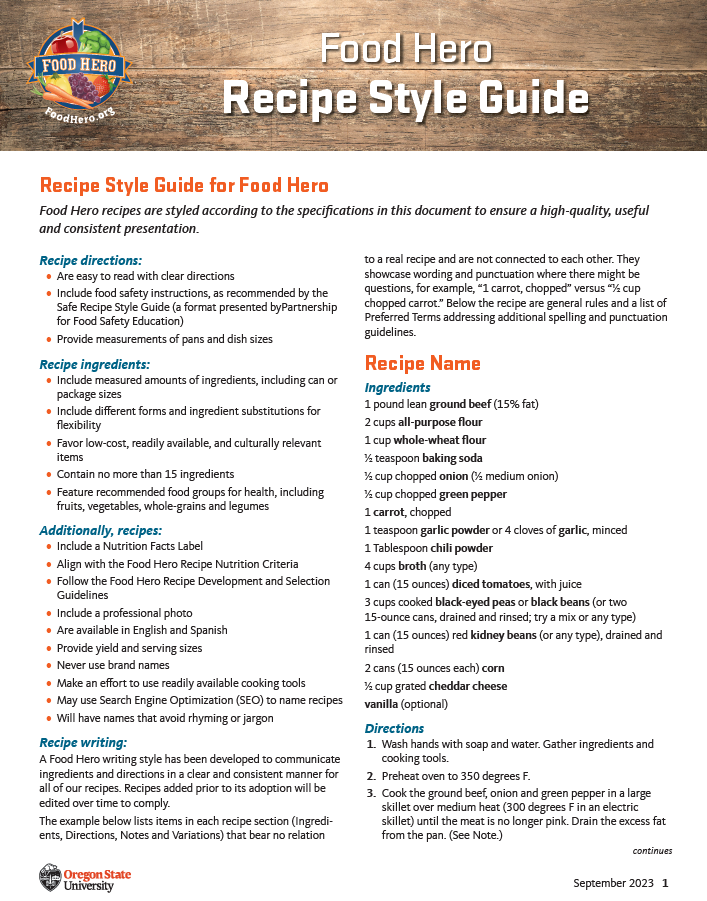 FOOD HERO
FoodHero.org
Food Hero
Recipe Style Guide
Recipe Style Guide for Food Hero
Food Hero recipes are styled according to the specifications in this document to ensure a high-quality, useful
and consistent presentation.
Recipe directions:
• Are easy to read with clear directions
• Include food safety instructions, as recommended by the
Safe Recipe Style Guide (a format presented byPartnership
for Food Safety Education)
• Provide measurements of pans and dish sizes
Recipe ingredients:
• Include measured amounts of ingredients, including can or
package sizes
• Include different forms and ingredient substitutions for
flexibility
• Favor low-cost, readily available, and culturally relevant
items
• Contain no more than 15 ingredients
• Feature recommended food groups for health, including
fruits, vegetables, whole-grains and legumes
Additionally, recipes:
• Include a Nutrition Facts Label
• Align with the Food Hero Recipe Nutrition Criteria
• Follow the Food Hero Recipe Development and Selection
Guidelines
• Include a professional photo
• Are available in English and Spanish
• Provide yield and serving sizes
• Never use brand names
• Make an effort to use readily available cooking tools
• May use Search Engine Optimization (SEO) to name recipes
• Will have names that avoid rhyming or jargon
Recipe writing:
A Food Hero writing style has been developed to communicate
ingredients and directions in a clear and consistent manner for
all of our recipes. Recipes added prior to its adoption will be
edited over time to comply.
The example below lists items in each recipe section (Ingredi-
ents, Directions, Notes and Variations) that bear no relation
to a real recipe and are not connected to each other. They
showcase wording and punctuation where there might be
questions, for example, “1 carrot, chopped” versus “½ cup
chopped carrot.” Below the recipe are general rules and a list of
Preferred Terms addressing additional spelling and punctuation
guidelines.
Recipe Name
Ingredients
1 pound lean ground beef (15% fat)
2 cups all-purpose flour
1 cup whole-wheat flour
½ teaspoon baking soda
½ cup chopped onion (½ medium onion)
½ cup chopped green pepper
1 carrot, chopped
1 teaspoon garlic powder or 4 cloves of garlic, minced
1 Tablespoon chili powder
4 cups broth (any type)
1 can (15 ounces) diced tomatoes, with juice
3 cups cooked black-eyed peas or black beans (or two
15-ounce cans, drained and rinsed; try a mix or any type)
1 can (15 ounces) red kidney beans (or any type), drained and
rinsed
2 cans (15 ounces each) corn
½ cup grated cheddar cheese
vanilla (optional)
Directions
1. Wash hands with soap and water. Gather ingredients and
cooking tools.
2. Preheat oven to 350 degrees F.
3. Cook the ground beef, onion and green pepper in a large
skillet over medium heat (300 degrees F in an electric
skillet) until the meat is no longer pink. Drain the excess fat
from the pan. (See Note.)
continues
Oregon State
University
September 2023 1